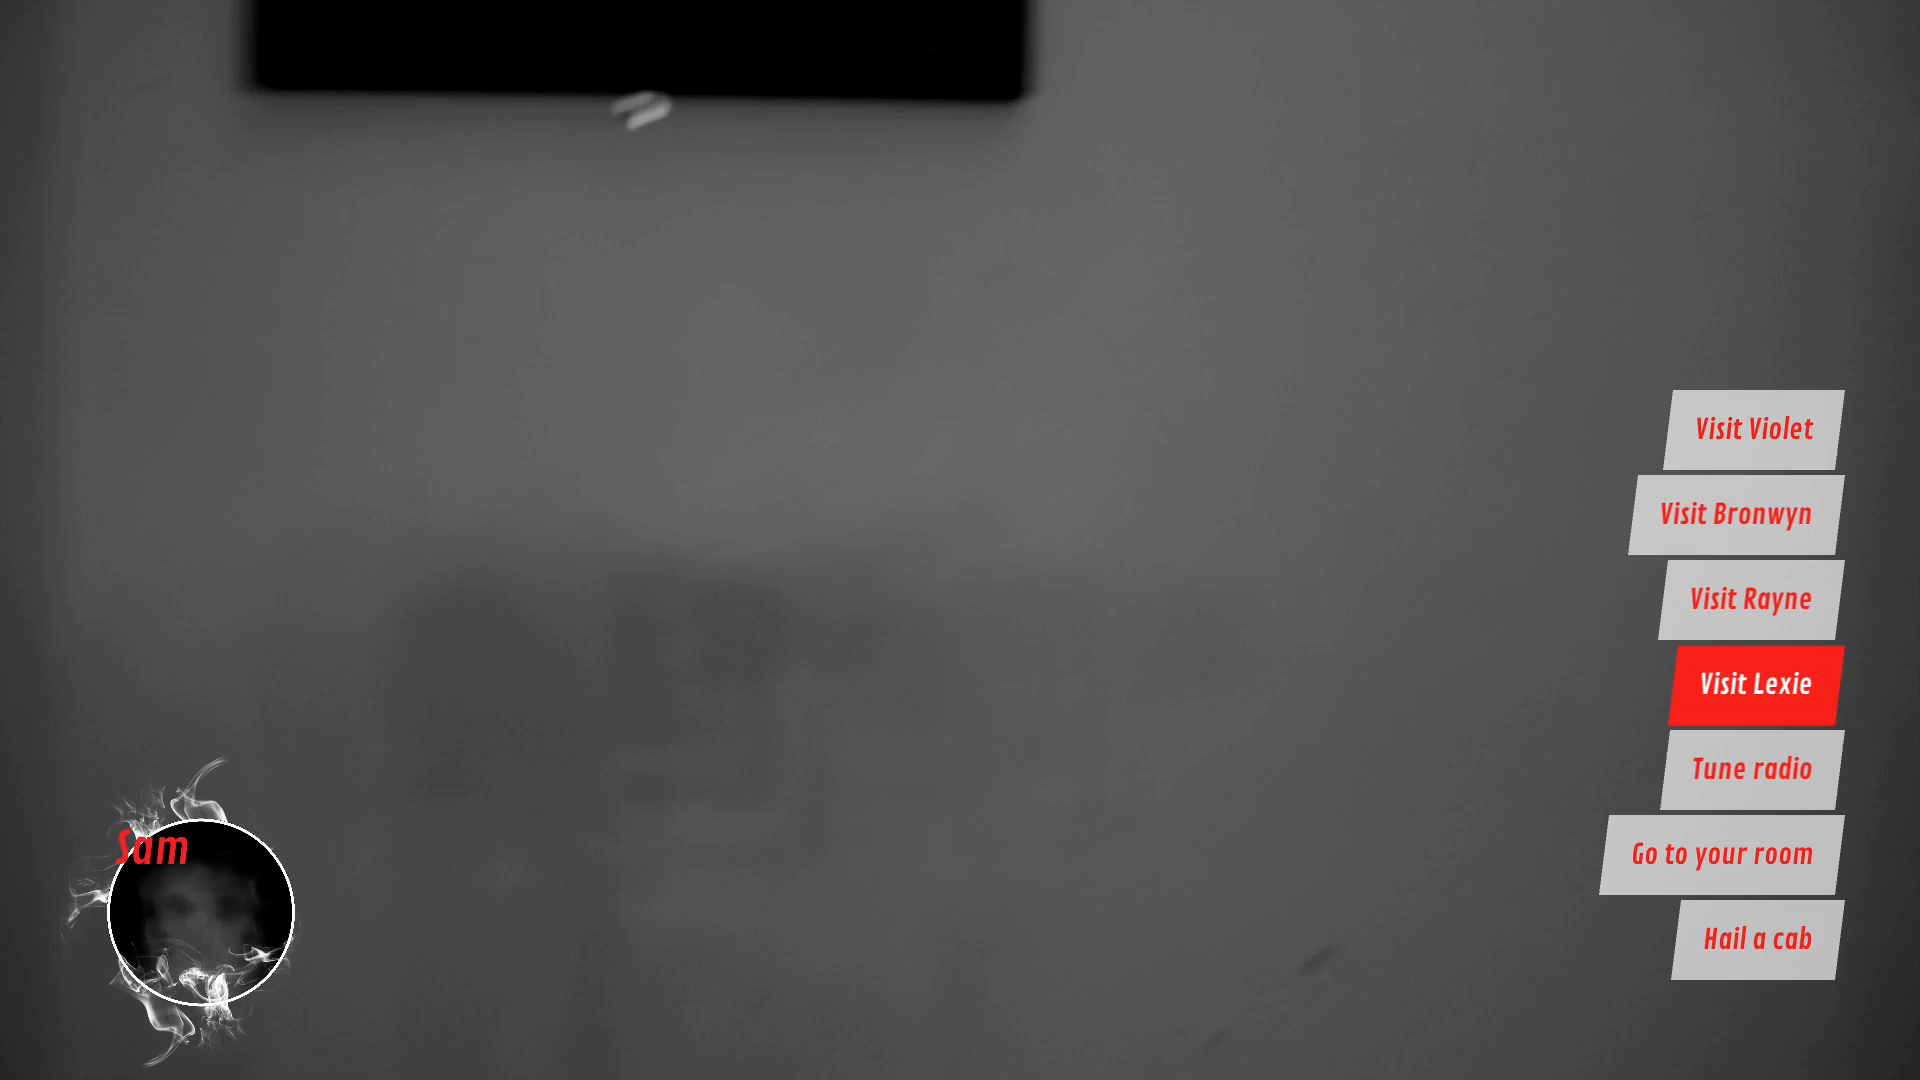 Visit Violet
Visit Bronwyn
Visit Rayne
Visit Lexie
Tune radio
Go to your room
Hail a cab
Sam